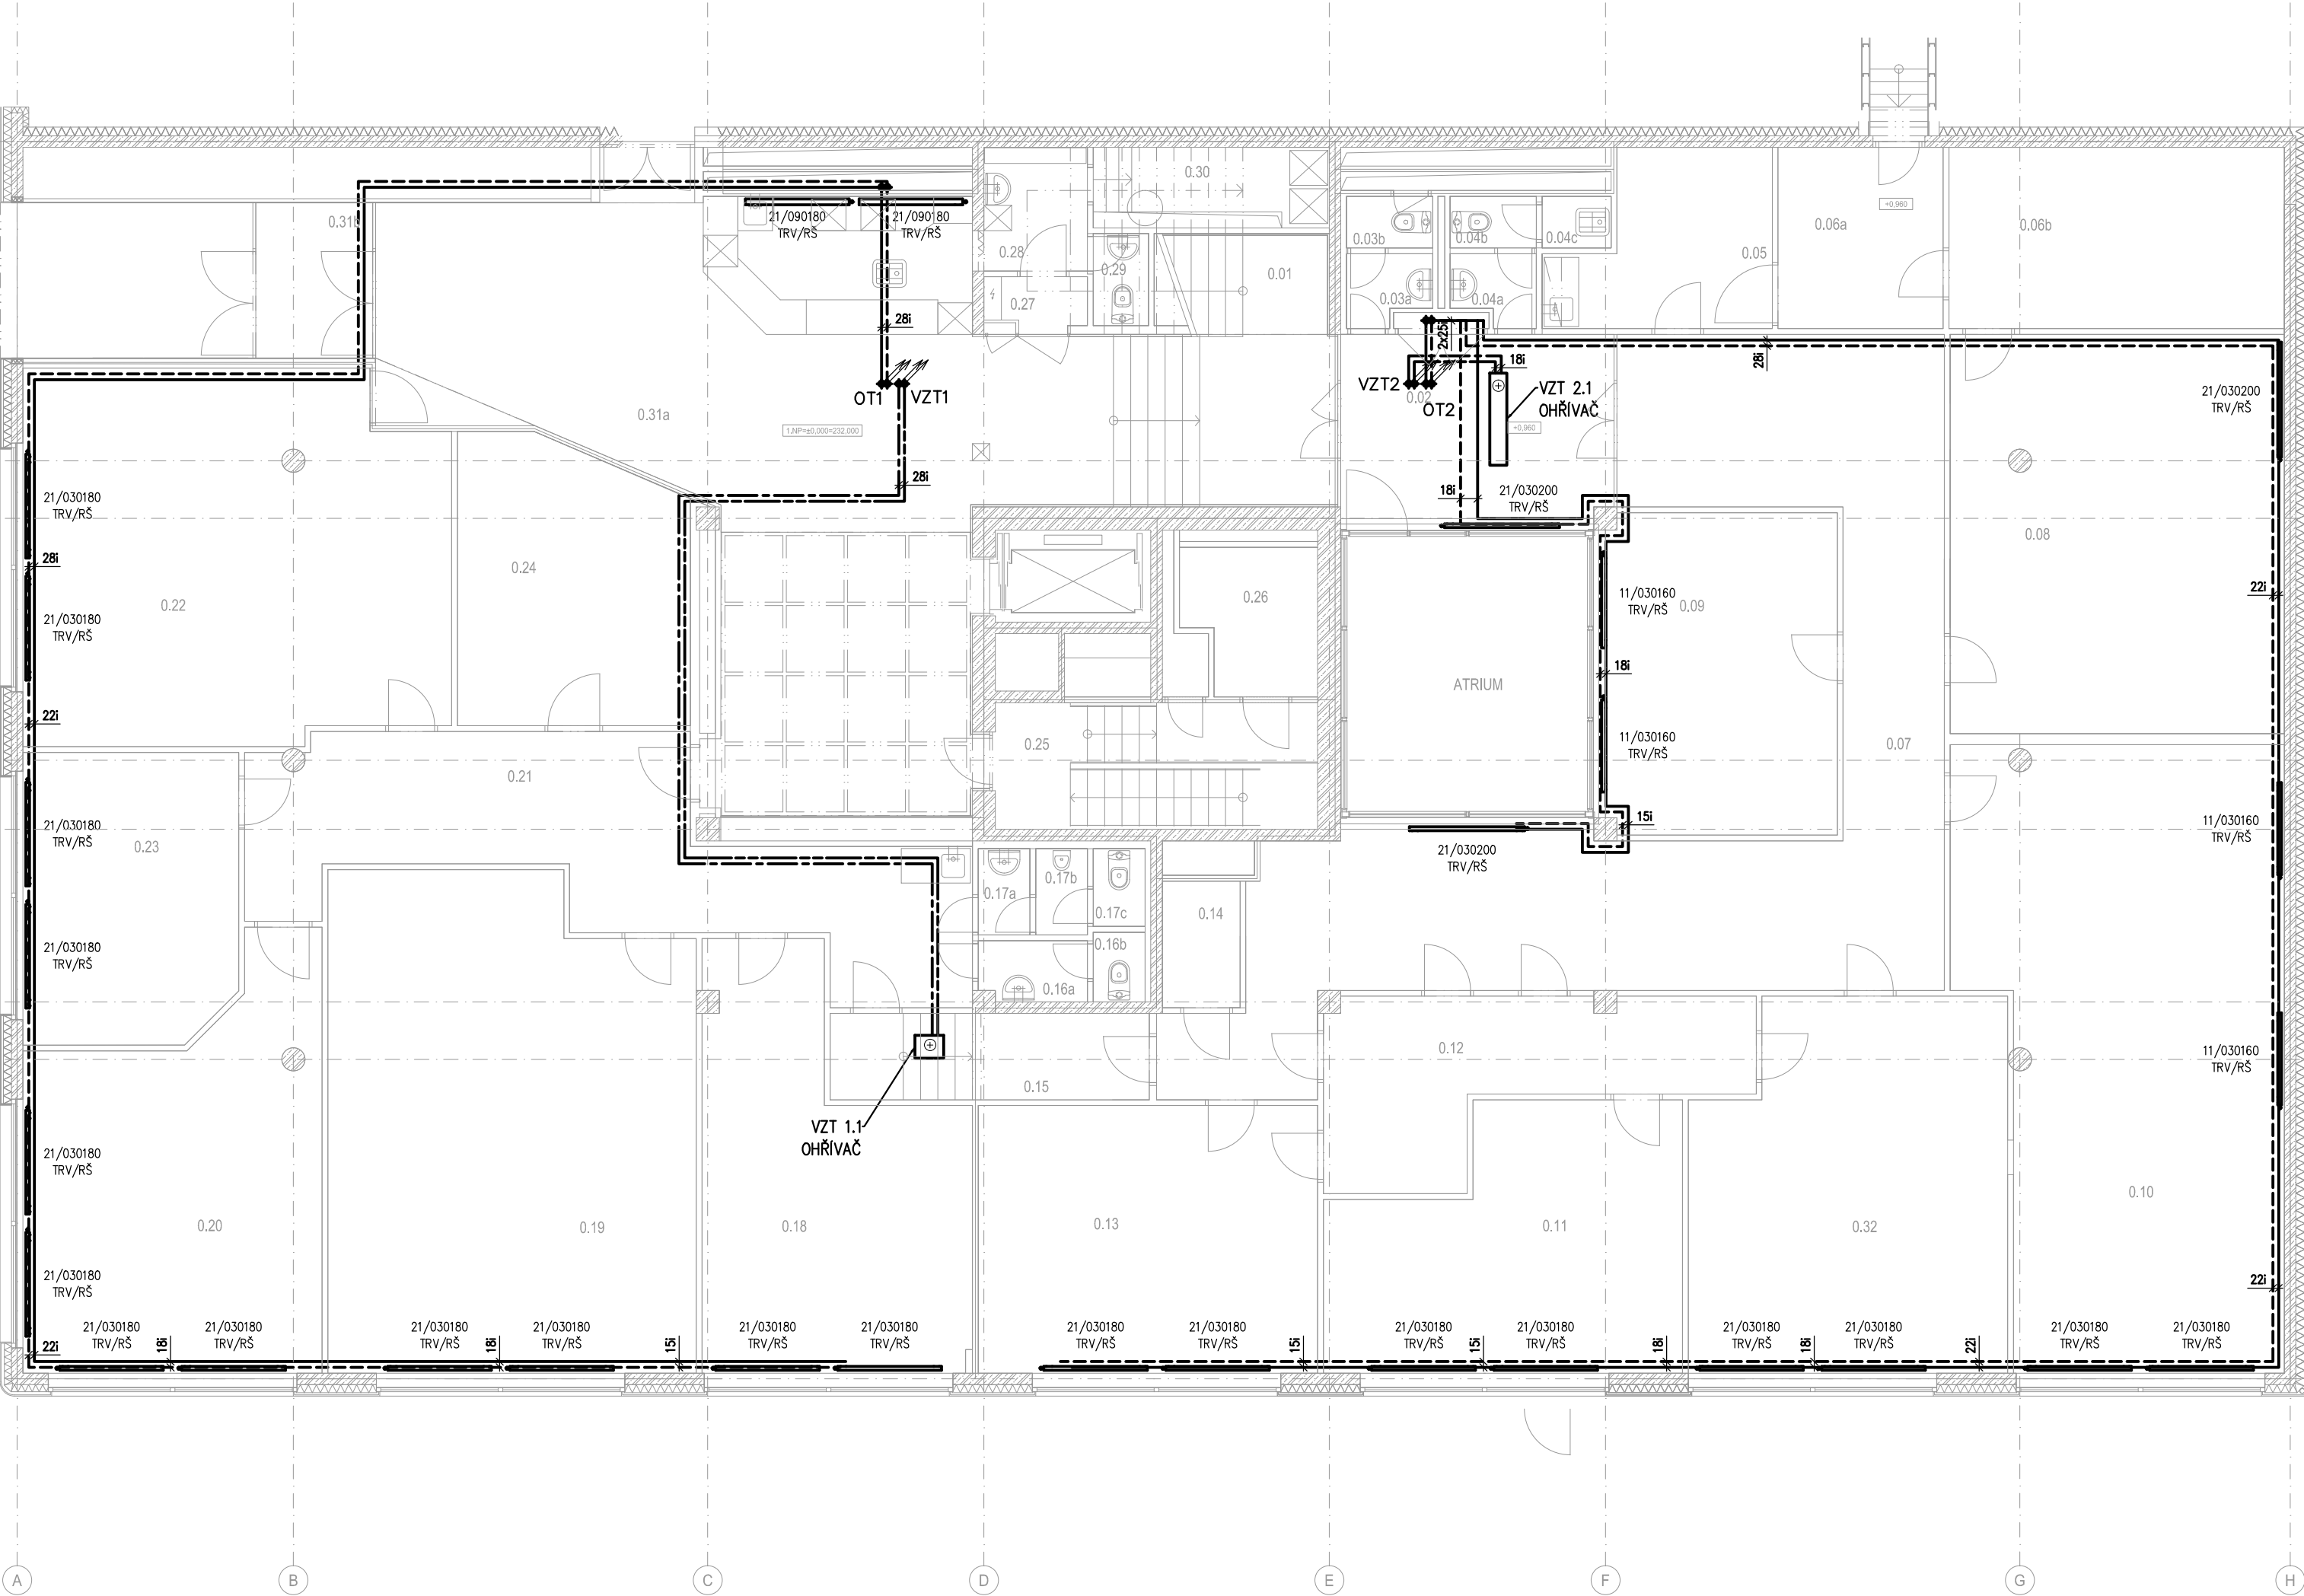 0.30
0.31b
21/090180
TRV/RŠ
21/090180
TRV/RŠ
0.03b
0.04b
0.04c
0.05
0.06a
+0,960
0.06b
0.28
0.29
0.01
0.27
0.03a
0.04a
28i
2x25i
18i
28i
OT1
VZT1
VZT2
0.02
OT2
VZT 2.1
OHŘÍVAČ
+0,960
21/030200
TRV/RŠ
0.31a
1.NP=±0,000=232,000
28i
18i
21/030200
TRV/RŠ
21/030180
TRV/RŠ
28i
0.24
0.22
21/030180
TRV/RŠ
0.26
11/030160
TRV/RŠ
0.09
0.08
22i
18i
ATRIUM
22i
0.25
0.21
11/030160
TRV/RŠ
0.07
21/030180
TRV/RŠ
0.23
15i
21/030200
TRV/RŠ
11/030160
TRV/RŠ
0.17a
0.17b
0.17c
0.14
21/030180
TRV/RŠ
0.16b
0.16a
0.12
11/030160
TRV/RŠ
0.15
VZT 1.1
OHŘÍVAČ
21/030180
TRV/RŠ
0.20
0.19
0.18
0.13
0.11
0.32
0.10
21/030180
TRV/RŠ
22i
22i
21/030180
TRV/RŠ
18i
21/030180
TRV/RŠ
21/030180
TRV/RŠ
18i
21/030180
TRV/RŠ
15i
21/030180
TRV/RŠ
21/030180
TRV/RŠ
21/030180
TRV/RŠ
21/030180
TRV/RŠ
15i
21/030180
TRV/RŠ
15i
21/030180
TRV/RŠ
18i
21/030180
TRV/RŠ
18i
21/030180
TRV/RŠ
22i
21/030180
TRV/RŠ
21/030180
TRV/RŠ
A
B
C
D
E
F
G
H